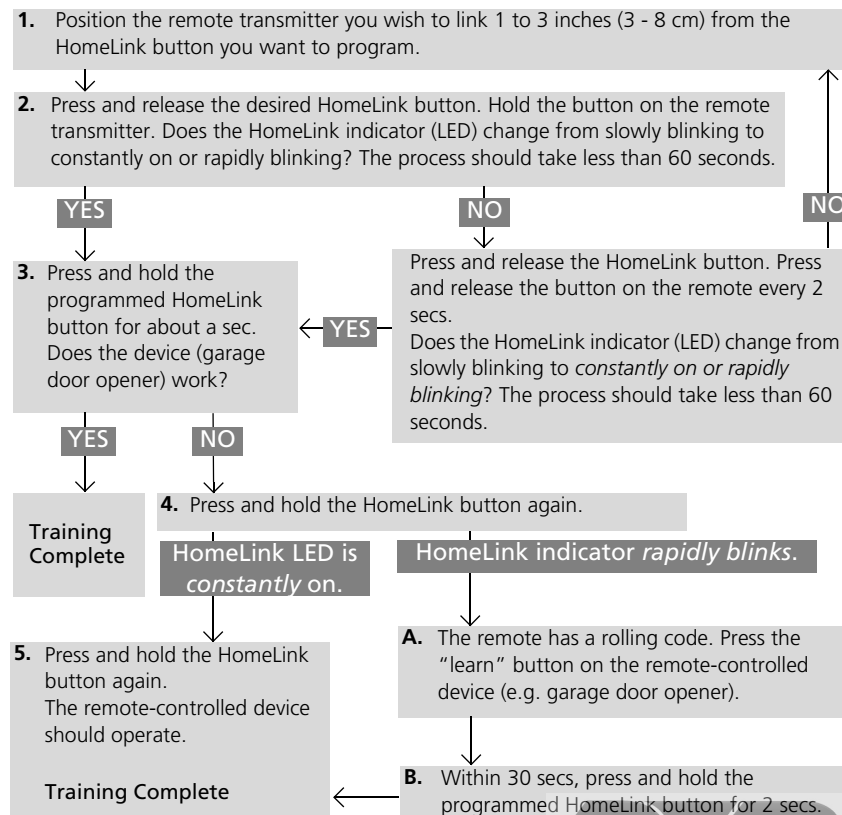 1. Position the remote transmitter you wish to link 1 to 3 inches (3 - 8 cm) from the
HomeLink button you want to program.
2. Press and release the desired HomeLink button. Hold the button on the remote
transmitter. Does the HomeLink indicator (LED) change from slowly blinking to
constantly on or rapidly blinking? The process should take less than 60 seconds.
YES
NO
NO
3. Press and hold the
programmed HomeLink
button for about a sec.
Does the device (garage
door opener) work?
YES
Press and release the HomeLink button. Press
and release the button on the remote every 2
secs.
Does the HomeLink indicator (LED) change from
slowly blinking to constantly on or rapidly
blinking? The process should take less than 60
seconds.
YES
NO
Training
Complete
4. Press and hold the HomeLink button again.
HomeLink LED is
constantly on.
HomeLink indicator rapidly blinks.
5. Press and hold the HomeLink
button again.
The remote-controlled device
should operate.
Training Complete
A. The remote has a rolling code. Press the
“learn” button on the remote-controlled
device (e.g. garage door opener).
B. Within 30 secs, press and hold the
programmed HomeLink button for 2 secs.